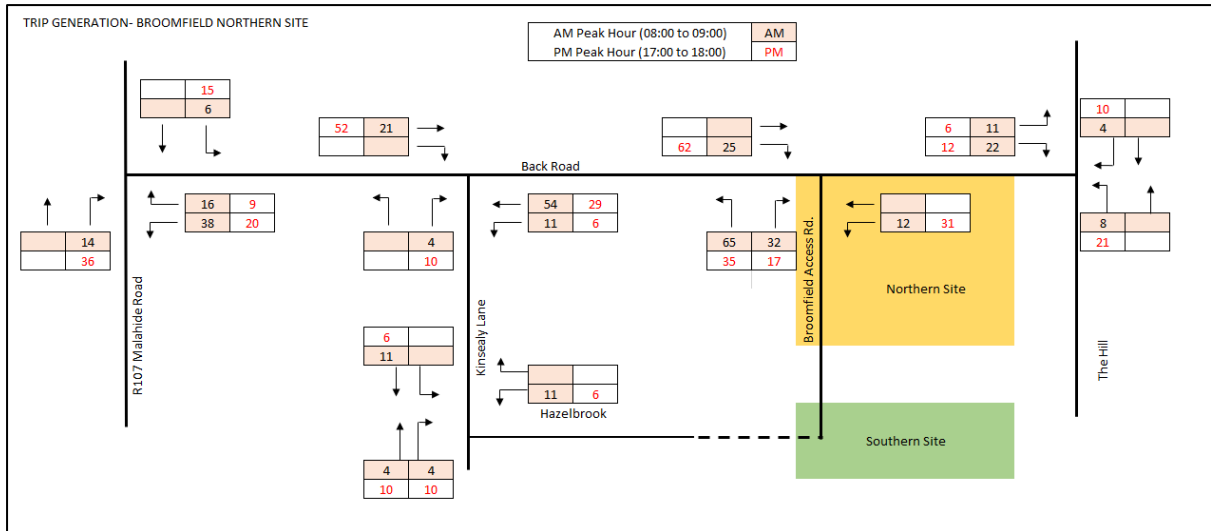 TRIP GENERATION- BROOMFIELD NORTHERN SITE
AM Peak Hour (08:00 to 09:00) AM
PM Peak Hour (17:00 to 18:00) PM
15
6
52 21
62 25
6 11
12 22
10
4
Back Road
16 9
38 20
14
36
4
10
54 29
11 6
65 32
35 17
12 31
8
21
R107 Malahide Road
Kinsealy Lane
Broomfield Access Rd.
Northern Site
The Hill
6
11
11 6
Hazelbrook
4 4
10 10
Southern Site